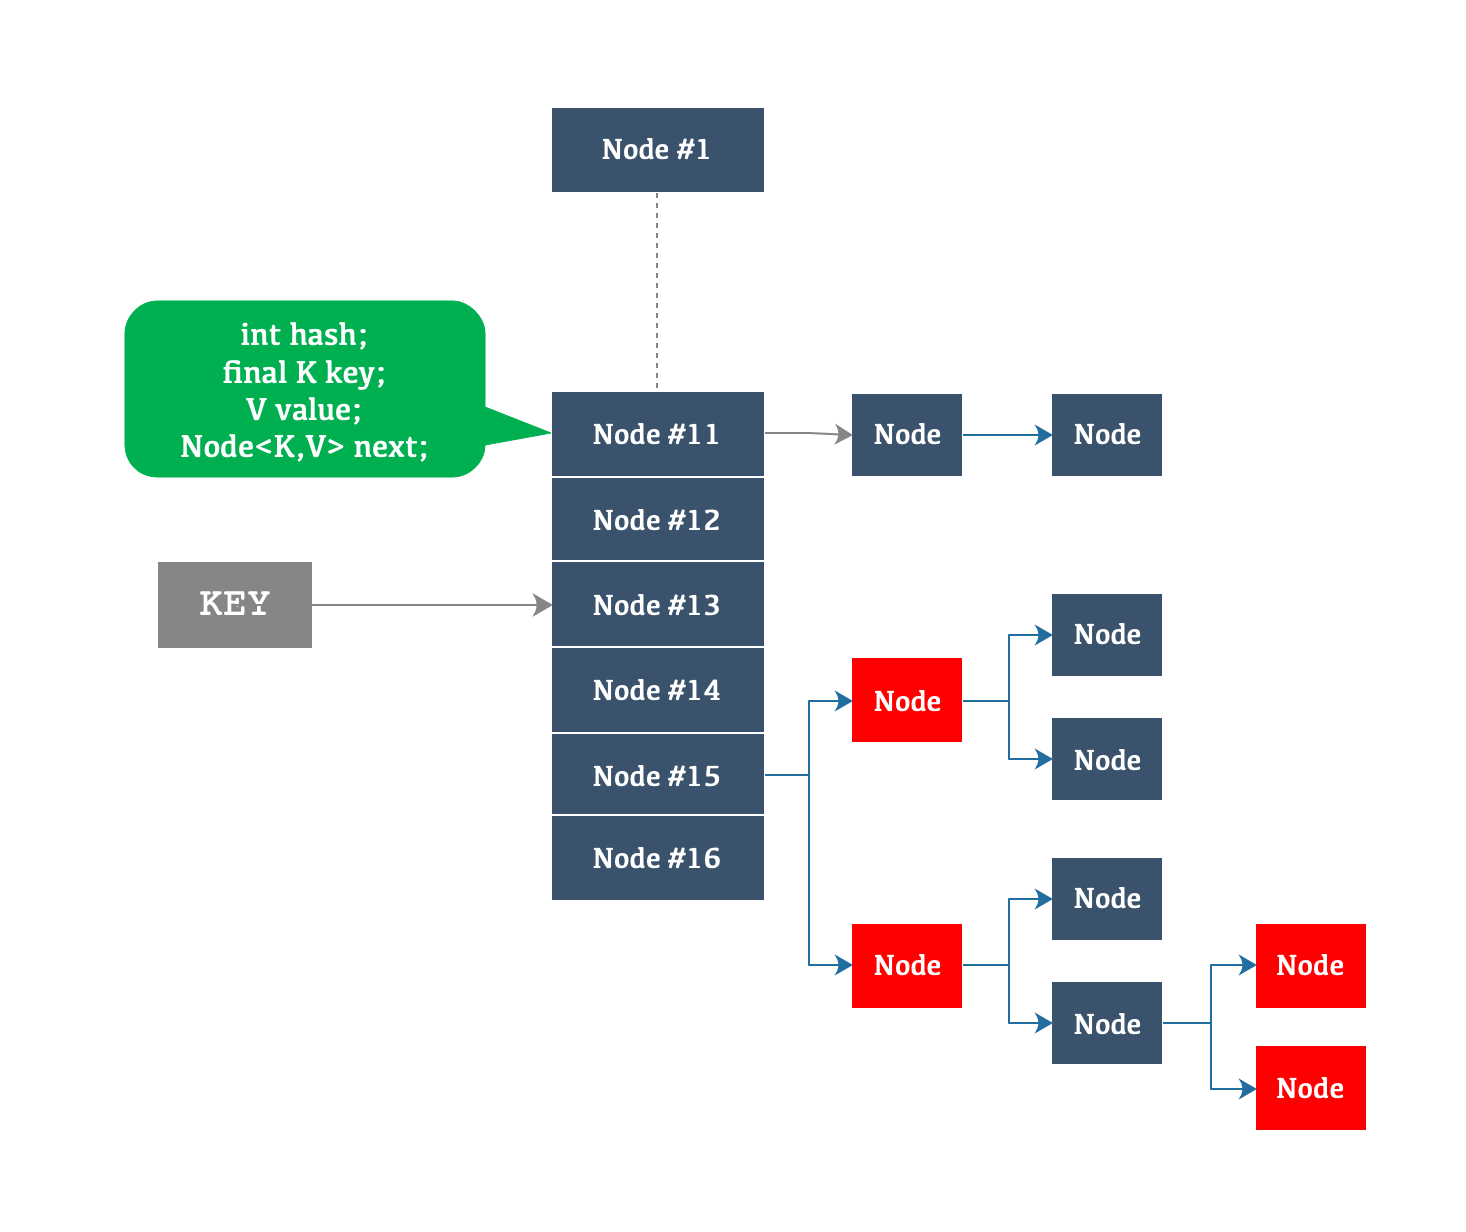 Node #1
int hash;
final K key;
V value;
Node<K,V> next;
Node #11
Node
Node
Node #12
KEY
Node #13
Node
Node #14
Node
Node
Node #15
Node #16
Node
Node
Node
Node
Node